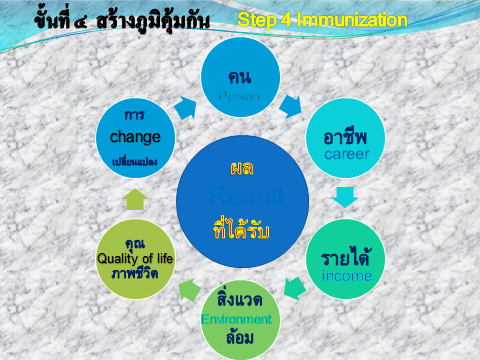 ขั้นที่ ๔ สร้างภูมิคุ้มกัน Step 4 Immunization
คน
Person
อาชีพ
career
รายได้
income
สิ่งแวด
Environment
ล้อม
คุณ
Quality of life
ภาพชีวิต
การ
change
เปลี่ยนแปลง
ผล
Result
ที่ได้รับ